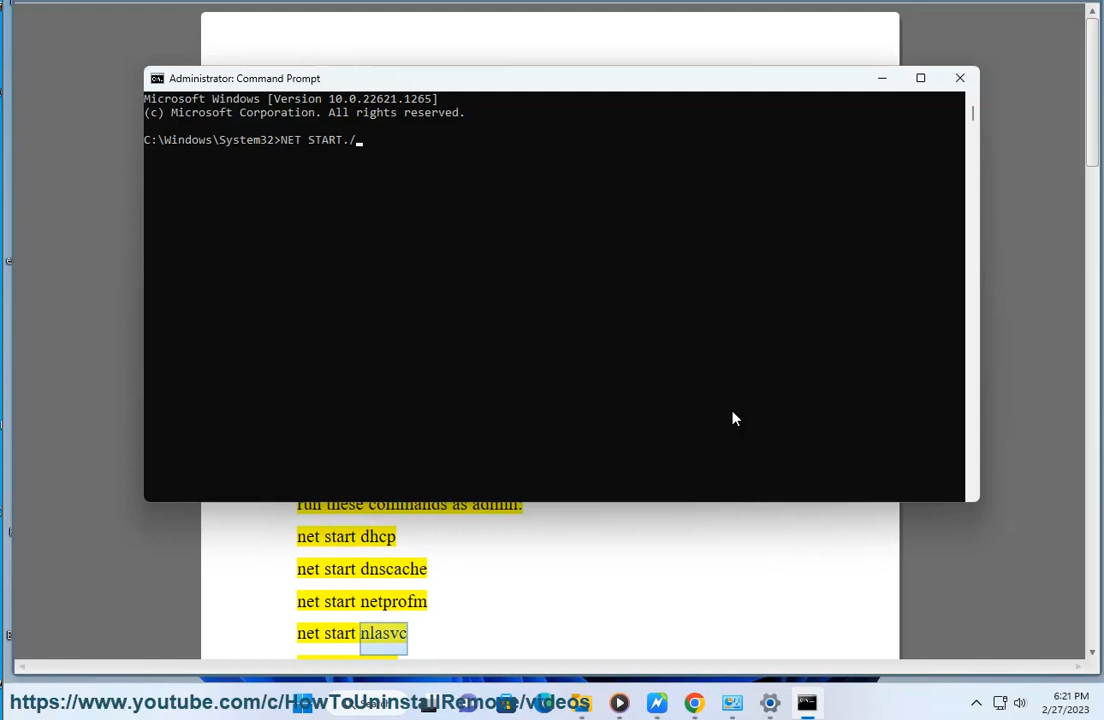 Administrator: Command Prompt
Microsoft Windows [Version 10.0.22621.1265]
(c) Microsoft Corporation. All rights reserved.
C:\Windows\System32>NET START./
run these commands as admin:
net start dhcp
net start dnscache
net start netprofm
net start nlasvc
https://www.youtube.com/c/HowToUninstallRemove/videos
Search
6:21 PM
2/27/2023